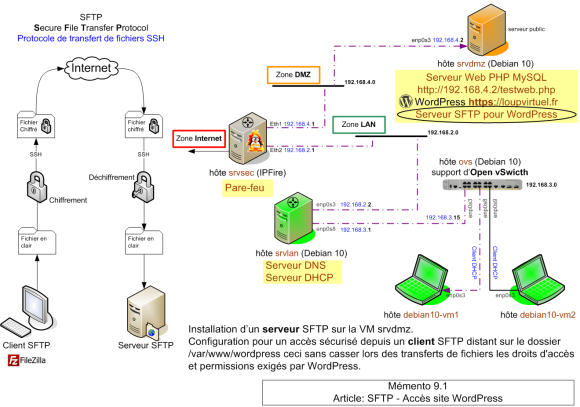 SFTP
Secure File Transfer Protocol
Protocole de transfert de fichiers SSH
Internet
Fichier
Chiffré
Fichier
Chiffré
SSH
SSH
Chiffrement
Déchiffrement
Fichier en
clair
Fichier en
clair
Client SFTP
Serveur SFTP
FileZilla
serveur public
enp0s3 192.168.4.2
hôte srvdmz (Debian 10)
Serveur Web PHP MySQL
http://192.168.4.2/testweb.php
WordPress https://loupvirtuel.fr
Serveur SFTP pour WordPress
Zone DMZ
192.168.4.0
Zone LAN
192.168.2.0
Zone Internet
Eth1 192.168.4.1
Eth2 192.168.2.1
hôte srvsec (IPFire)
Pare-feu
hôte ovs (Debian 10)
support d'Open vSwicth
192.168.3.0
enp0s3 192.168.2.2
192.168.3.15
enp0s8 192.168.3.1
hôte srvlan (Debian 10)
Serveur DNS
Serveur DHCP
Client DHCP
Client DHCP
enp0s3
hôte debian10-vm1
hôte debian10-vm2
Installation d'un serveur SFTP sur la VM srvdmz.
Configuration pour un accès sécurisé depuis un client SFTP distant sur le dossier
/var/www/wordpress ceci sans casser lors des transferts de fichiers les droits d'accès
et permissions exigés par WordPress.
Mémento 9.1
Article: SFTP - Accès site WordPress